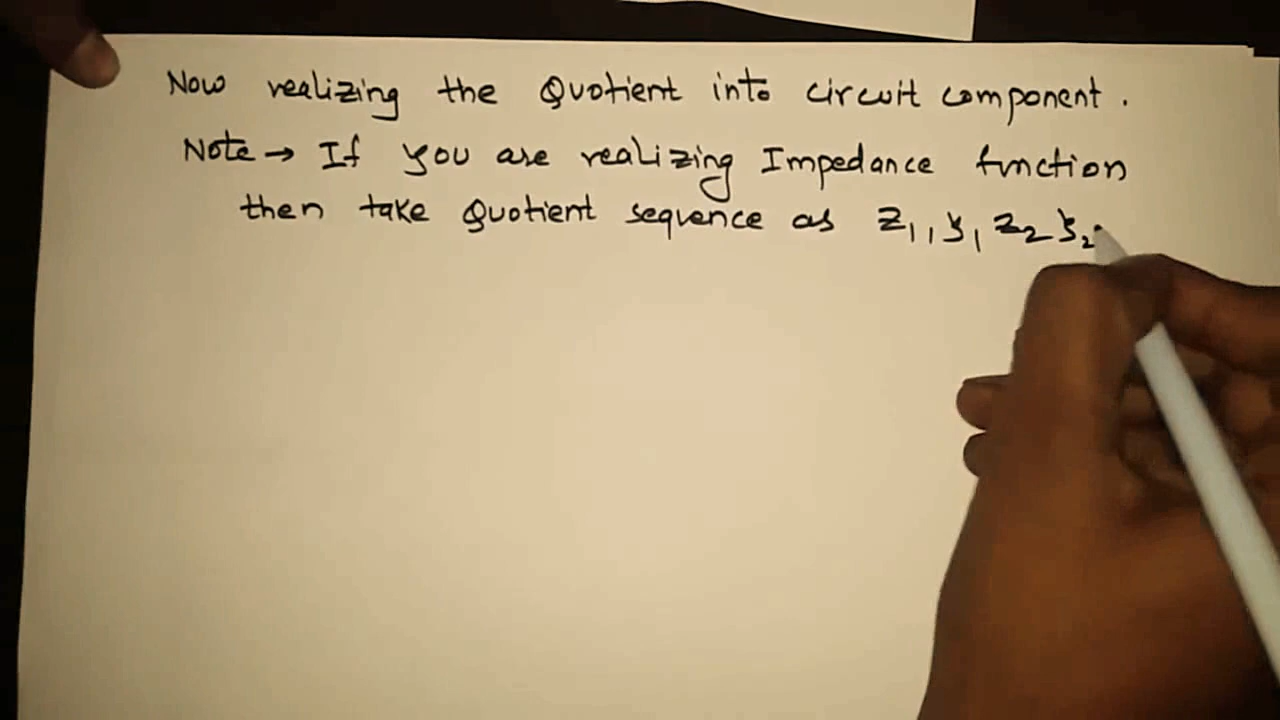 Now realizing the Quotient into circuit component.
Note → If you are realizing Impedance function
then take Quotient sequence as Z₁, y₁ Z₂ y₂